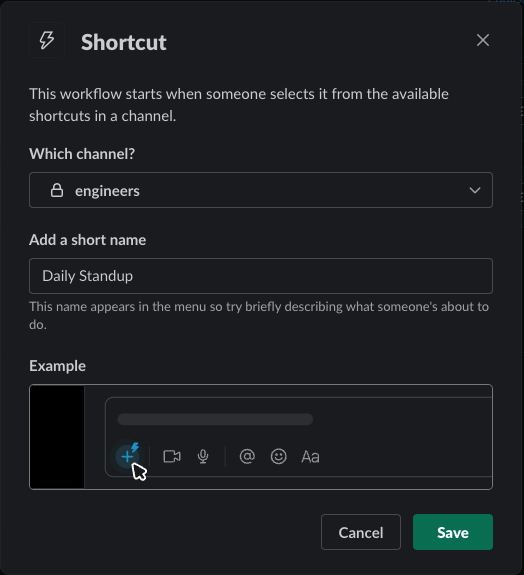 Shortcut
This workflow starts when someone selects it from the available
shortcuts in a channel.
Which channel?
engineers
Add a short name
Daily Standup
This name appears in the menu so try briefly describing what someone's about to
do.
Example
@ Aa
Cancel Save